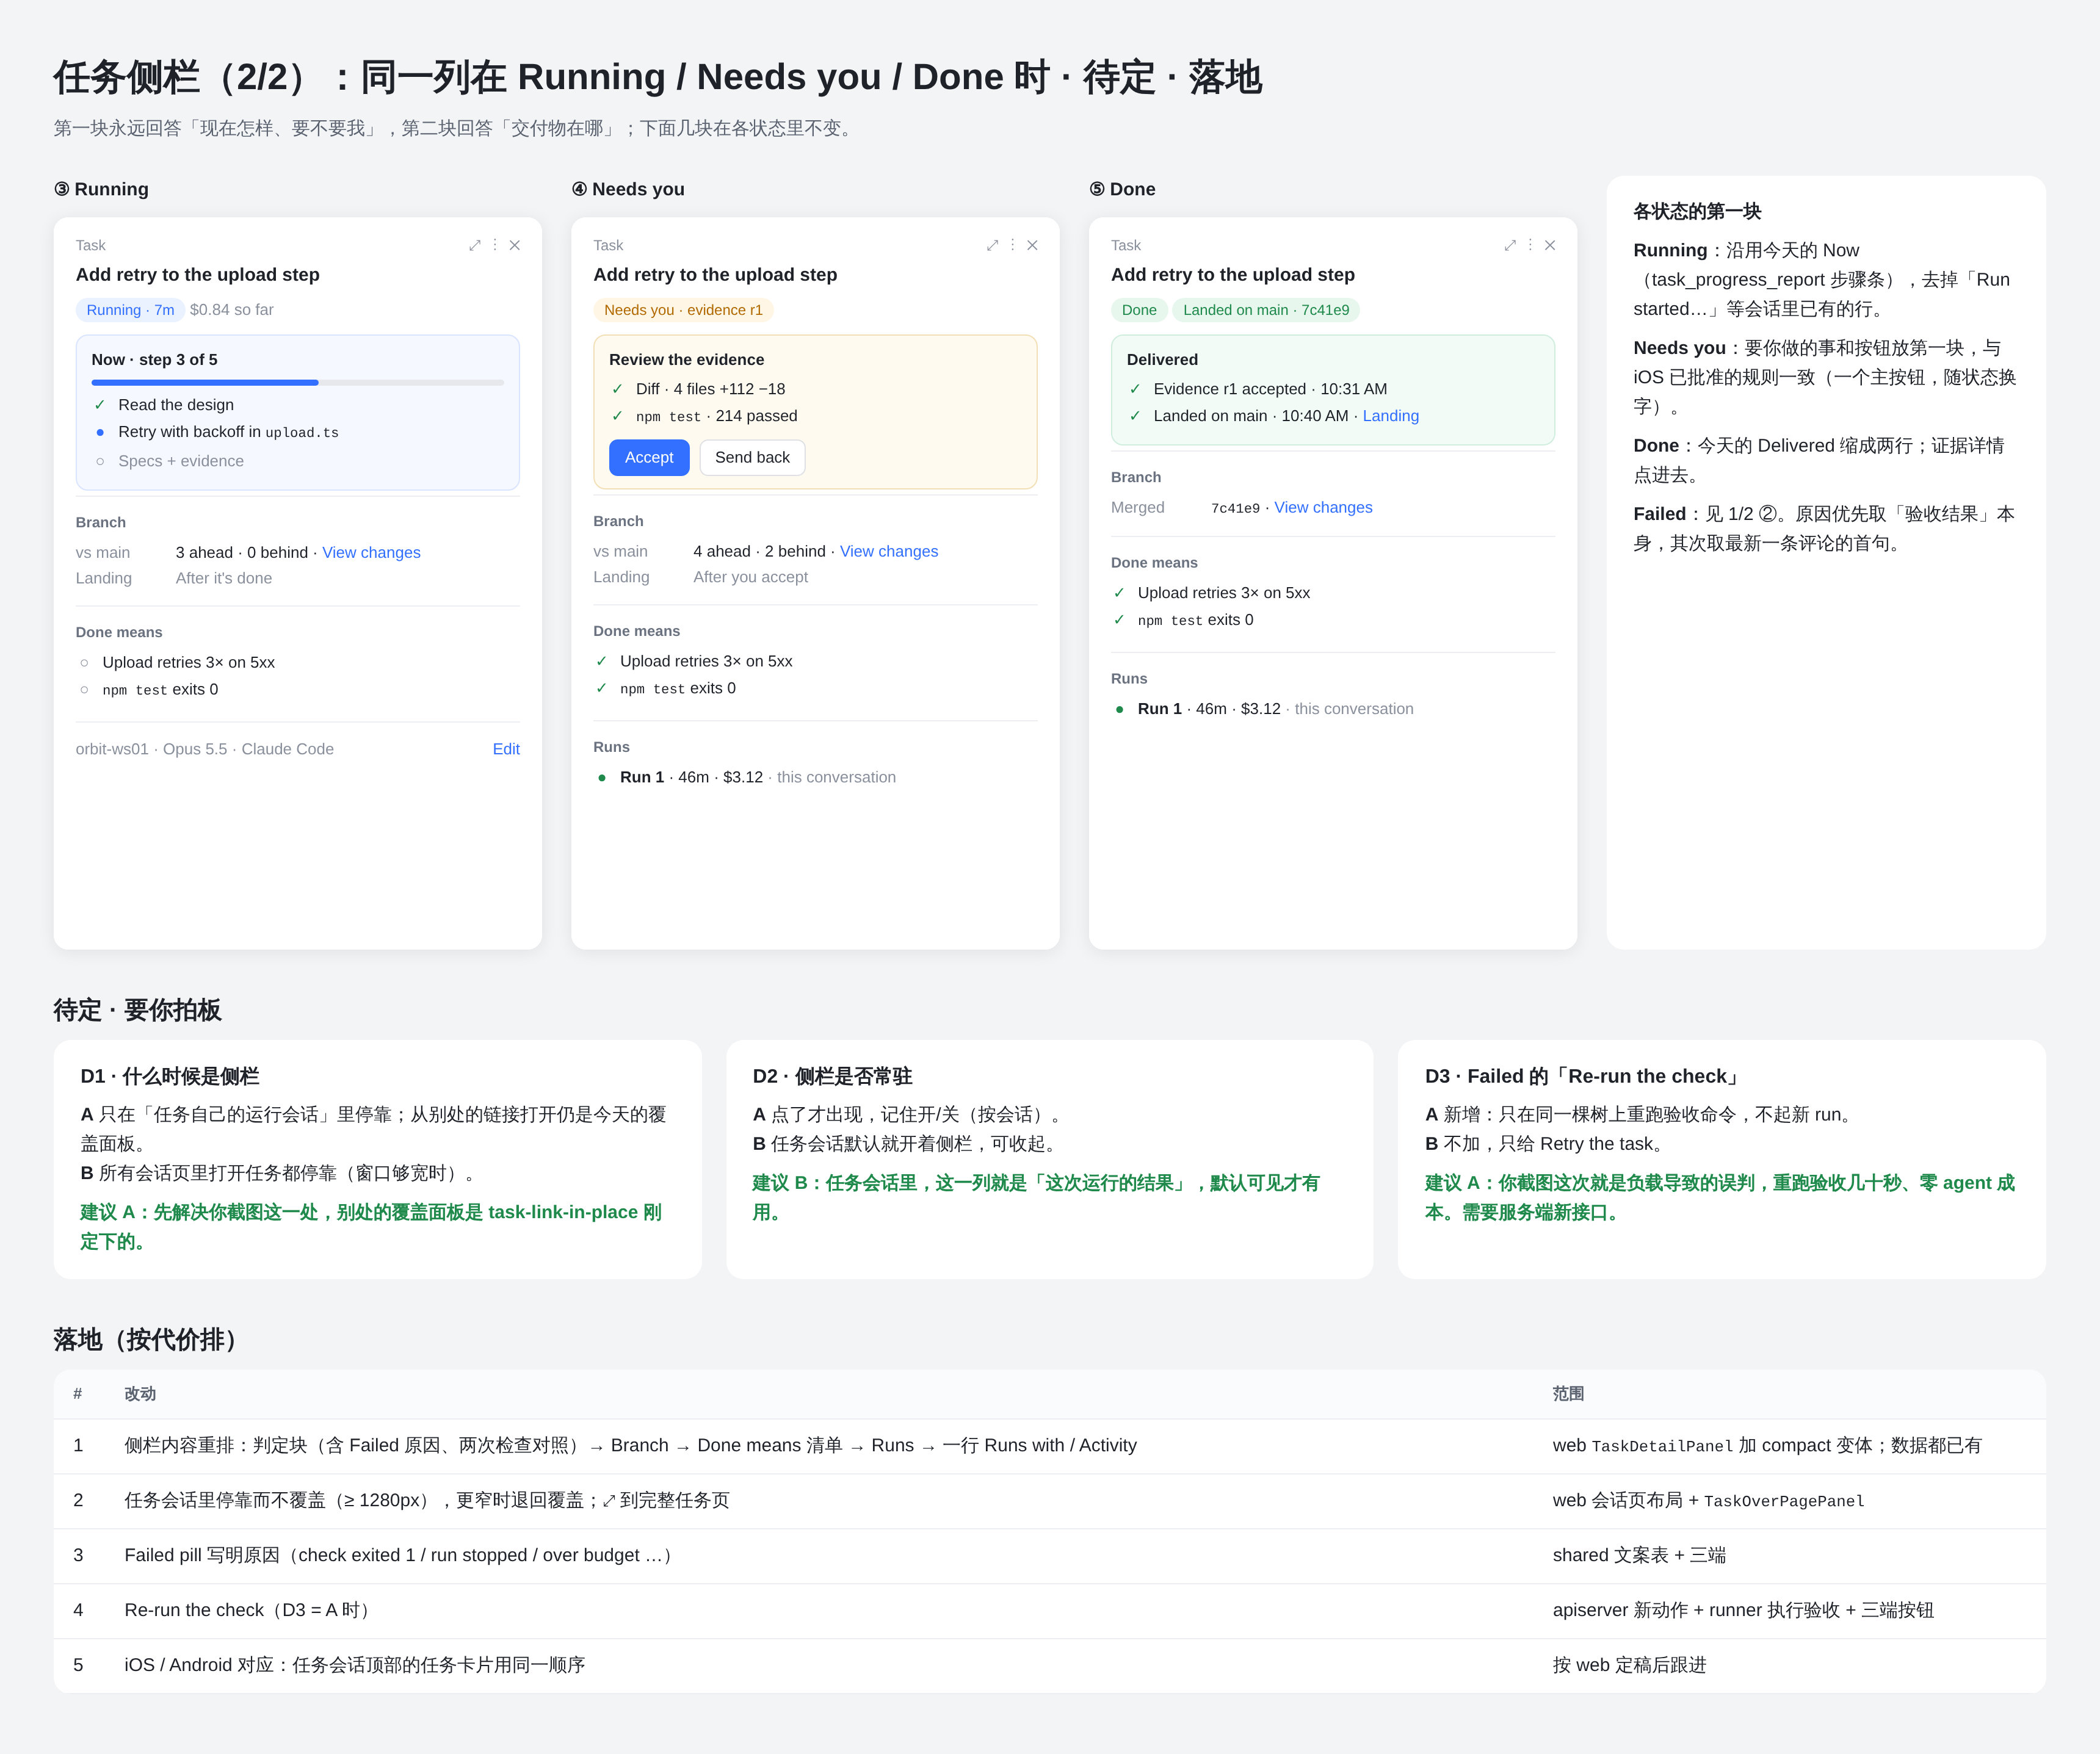 任务侧栏（2/2）：同一列在 Running / Needs you / Done 时 · 待定 · 落地
第一块永远回答「现在怎样、要不要我」，第二块回答「交付物在哪」；下面几块在各状态里不变。
③ Running
Task
Add retry to the upload step
Running · 7m $0.84 so far
Now · step 3 of 5
✓ Read the design
● Retry with backoff in upload.ts
○ Specs + evidence
Branch
vs main 3 ahead · 0 behind · View changes
Landing After it's done
Done means
○ Upload retries 3× on 5xx
○ npm test exits 0
orbit-ws01 · Opus 5.5 · Claude Code Edit
④ Needs you
Task
Add retry to the upload step
Needs you · evidence r1
Review the evidence
✓ Diff · 4 files +112 −18
✓ npm test · 214 passed
Accept Send back
Branch
vs main 4 ahead · 2 behind · View changes
Landing After you accept
Done means
✓ Upload retries 3× on 5xx
✓ npm test exits 0
Runs
● Run 1 · 46m · $3.12 · this conversation
⑤ Done
Task
Add retry to the upload step
Done Landed on main · 7c41e9
Delivered
✓ Evidence r1 accepted · 10:31 AM
✓ Landed on main · 10:40 AM · Landing
Branch
Merged 7c41e9 · View changes
Done means
✓ Upload retries 3× on 5xx
✓ npm test exits 0
Runs
● Run 1 · 46m · $3.12 · this conversation
各状态的第一块
Running：沿用今天的 Now
（task_progress_report 步骤条），去掉「Run
started…」等会话里已有的行。
Needs you：要你做的事和按钮放第一块，与
iOS 已批准的规则一致（一个主按钮，随状态换
字）。
Done：今天的 Delivered 缩成两行；证据详情
点进去。
Failed：见 1/2 ②。原因优先取「验收结果」本
身，其次取最新一条评论的首句。
待定 · 要你拍板
D1 · 什么时候是侧栏
A 只在「任务自己的运行会话」里停靠；从别处的链接打开仍是今天的覆
盖面板。
B 所有会话页里打开任务都停靠（窗口够宽时）。
建议 A：先解决你截图这一处，别处的覆盖面板是 task-link-in-place 刚
定下的。
D2 · 侧栏是否常驻
A 点了才出现，记住开/关（按会话）。
B 任务会话默认就开着侧栏，可收起。
建议 B：任务会话里，这一列就是「这次运行的结果」，默认可见才有
用。
D3 · Failed 的「Re-run the check」
A 新增：只在同一棵树上重跑验收命令，不起新 run。
B 不加，只给 Retry the task。
建议 A：你截图这次就是负载导致的误判，重跑验收几十秒、零 agent 成
本。需要服务端新接口。
落地（按代价排）
# 改动 范围
1 侧栏内容重排：判定块（含 Failed 原因、两次检查对照）→ Branch → Done means 清单 → Runs → 一行 Runs with / Activity web TaskDetailPanel 加 compact 变体；数据都已有
2 任务会话里停靠而不覆盖（≥ 1280px），更窄时退回覆盖；⤢ 到完整任务页 web 会话页布局 + TaskOverPagePanel
3 Failed pill 写明原因（check exited 1 / run stopped / over budget …） shared 文案表 + 三端
4 Re-run the check（D3 = A 时） apiserver 新动作 + runner 执行验收 + 三端按钮
5 iOS / Android 对应：任务会话顶部的任务卡片用同一顺序 按 web 定稿后跟进